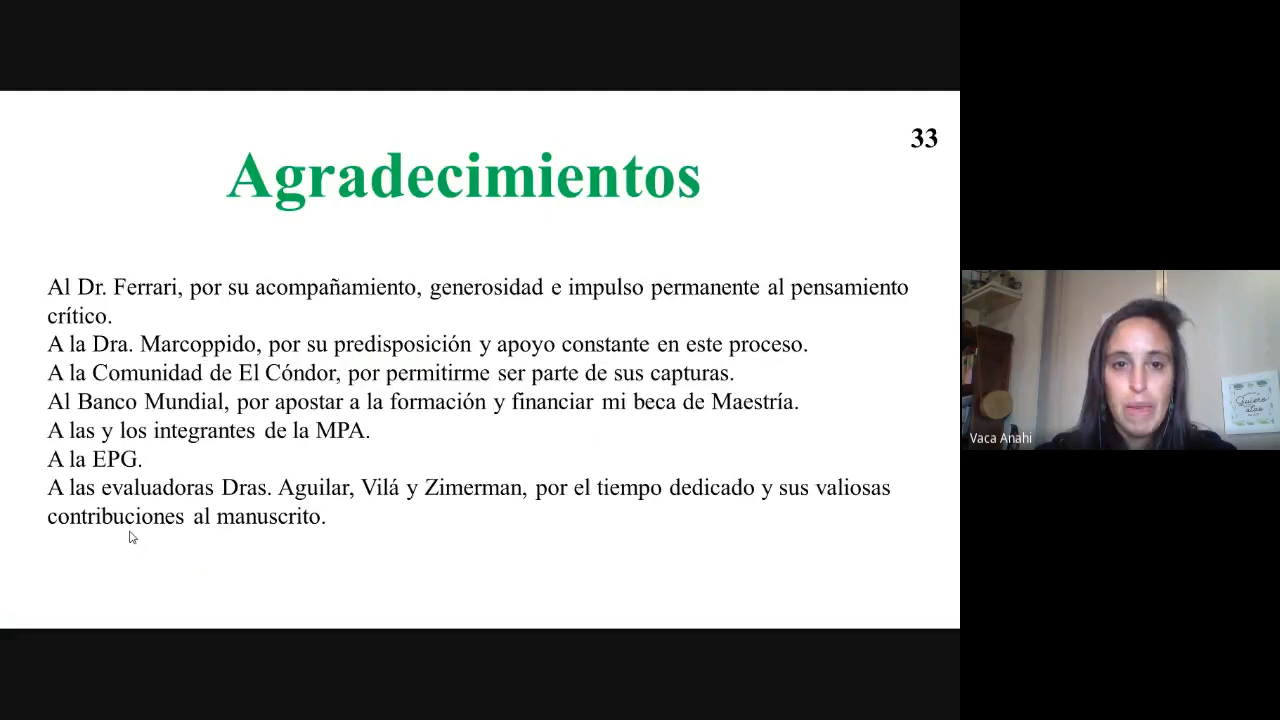 33
Agradecimientos
Al Dr. Ferrari, por su acompañamiento, generosidad e impulso permanente al pensamiento
crítico.
A la Dra. Marcoppido, por su predisposición y apoyo constante en este proceso.
A la Comunidad de El Cóndor, por permitirme ser parte de sus capturas.
Al Banco Mundial, por apostar a la formación y financiar mi beca de Maestría.
A las y los integrantes de la MPA.
A la EPG.
A las evaluadoras Dras. Aguilar, Vilá y Zimerman, por el tiempo dedicado y sus valiosas
contribuciones al manuscrito.
Vaca Anahi
Quiero